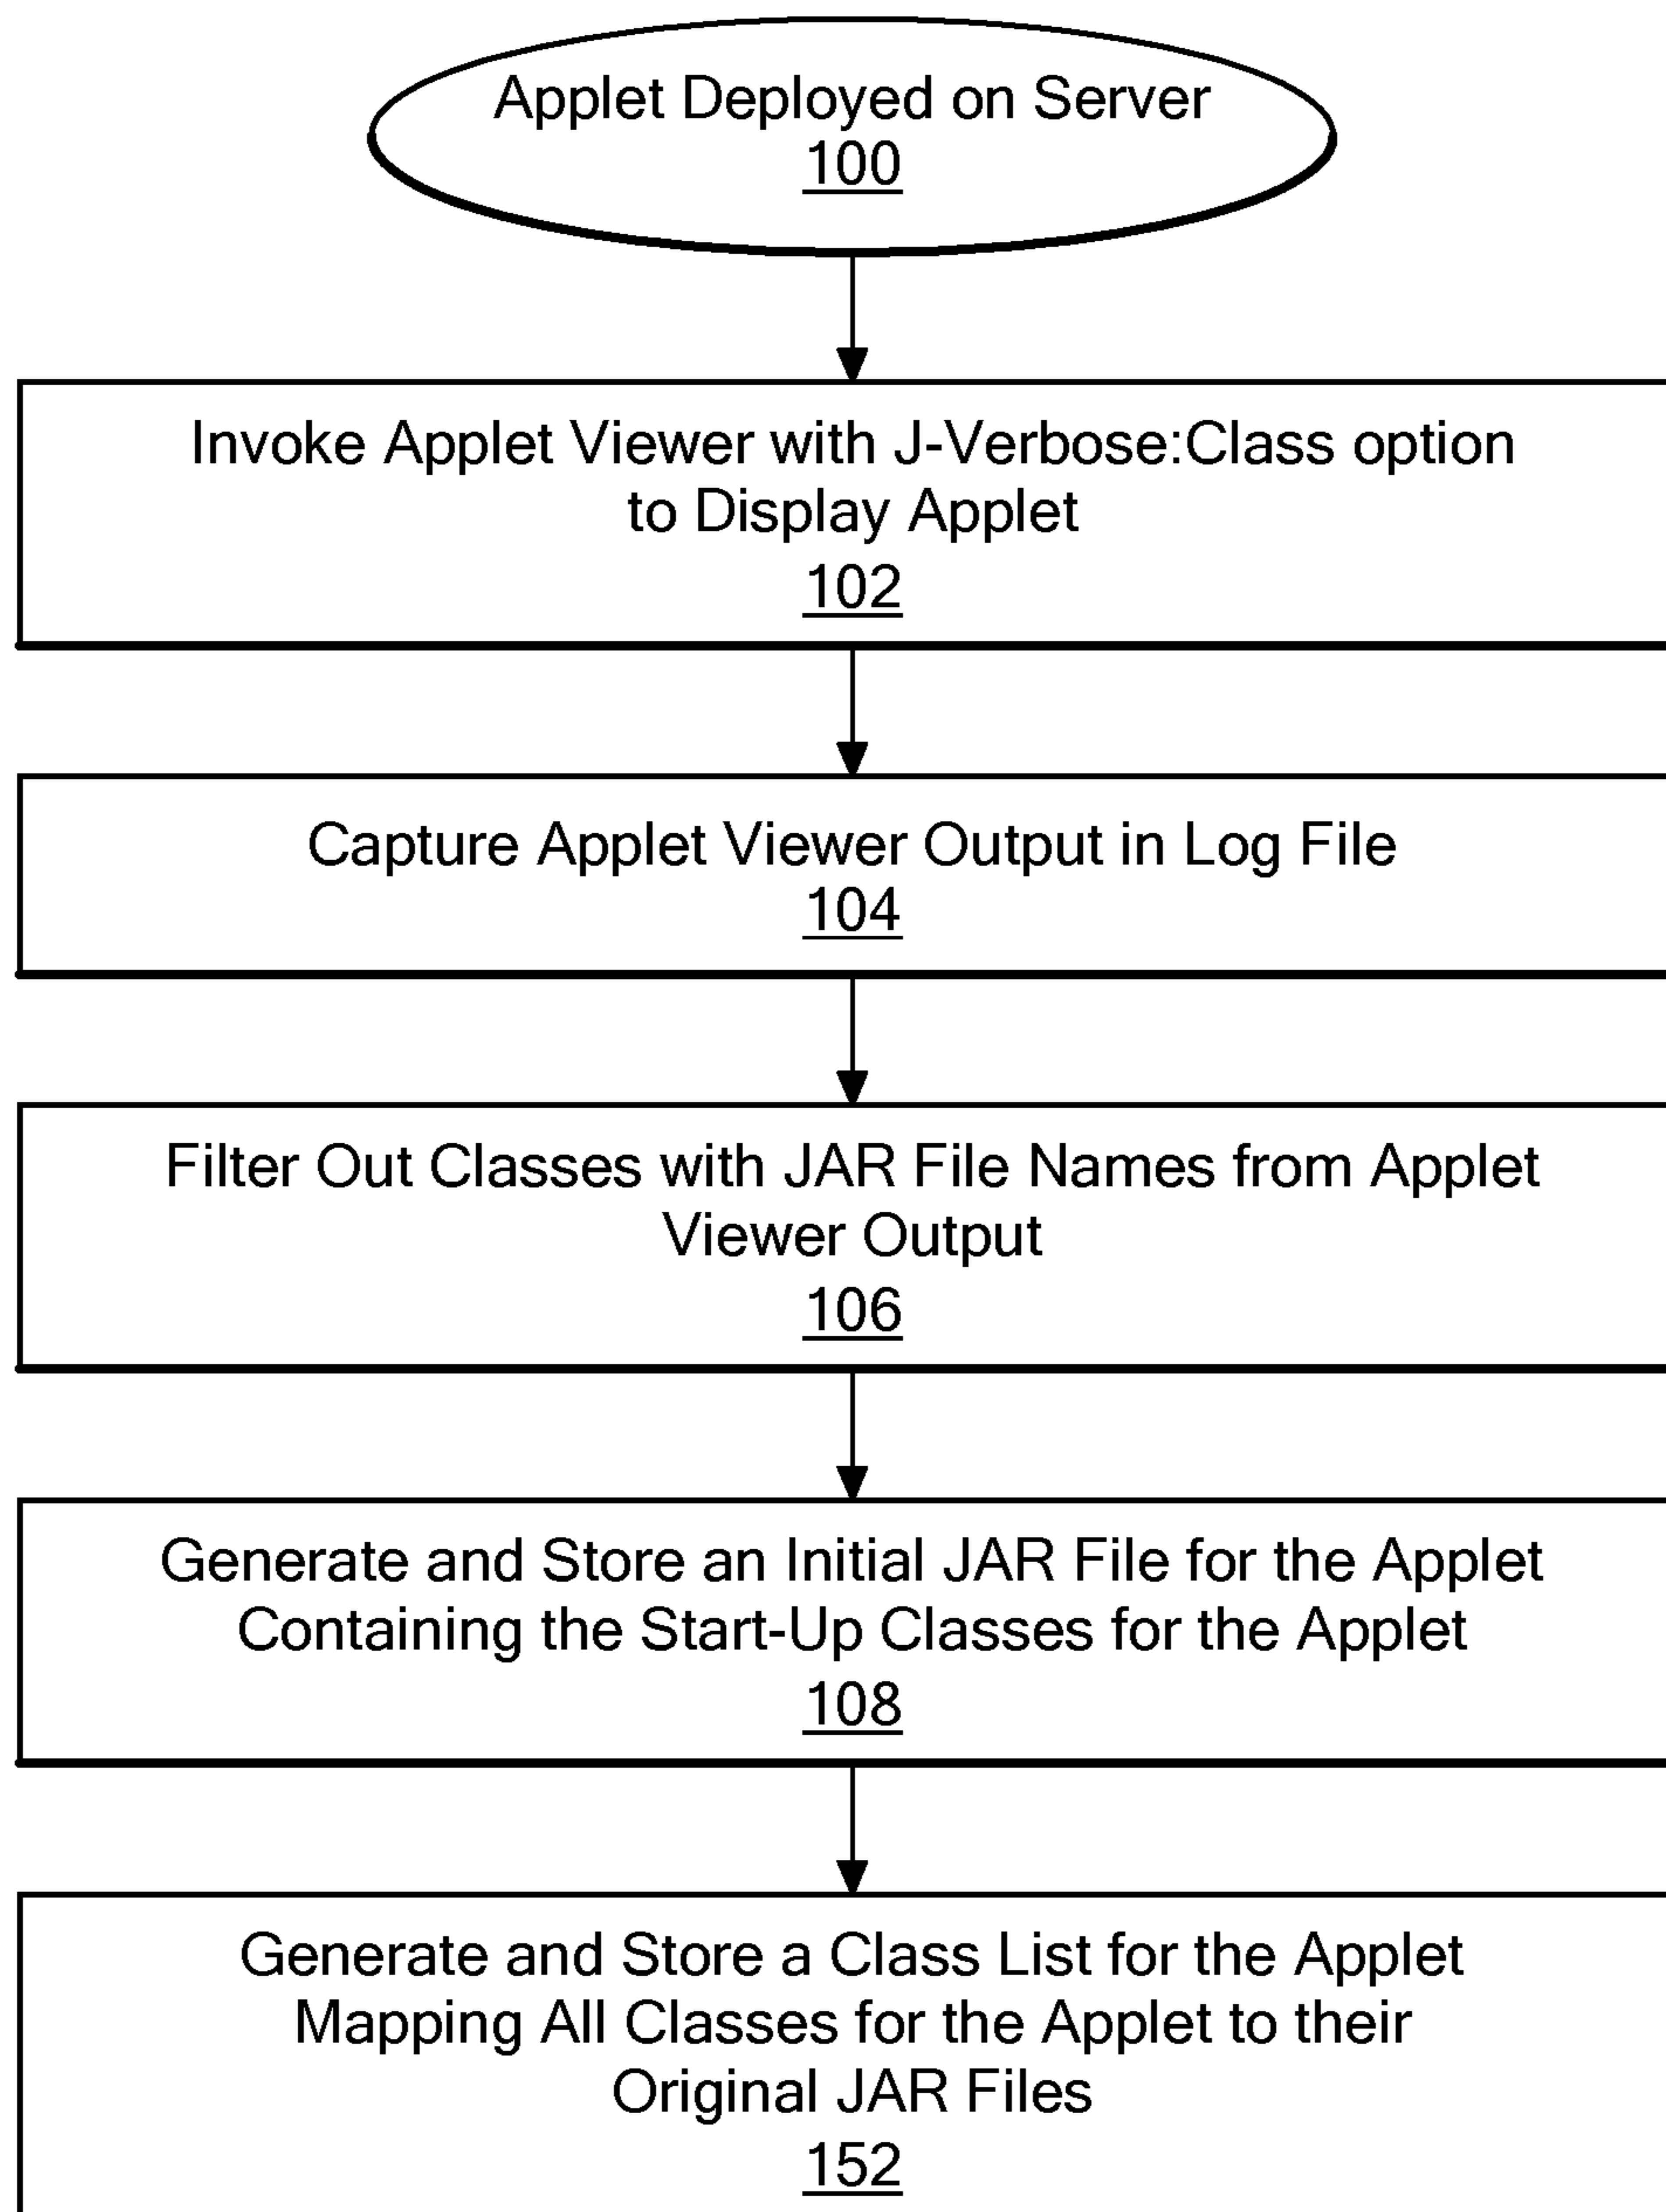 Applet Deployed on Server
100
Invoke Applet Viewer with J-Verbose:Class option
to Display Applet
102
Capture Applet Viewer Output in Log File
104
Filter Out Classes with JAR File Names from Applet
Viewer Output
106
Generate and Store an Initial JAR File for the Applet
Containing the Start-Up Classes for the Applet
108
Generate and Store a Class List for the Applet
Mapping All Classes for the Applet to their
Original JAR Files
152